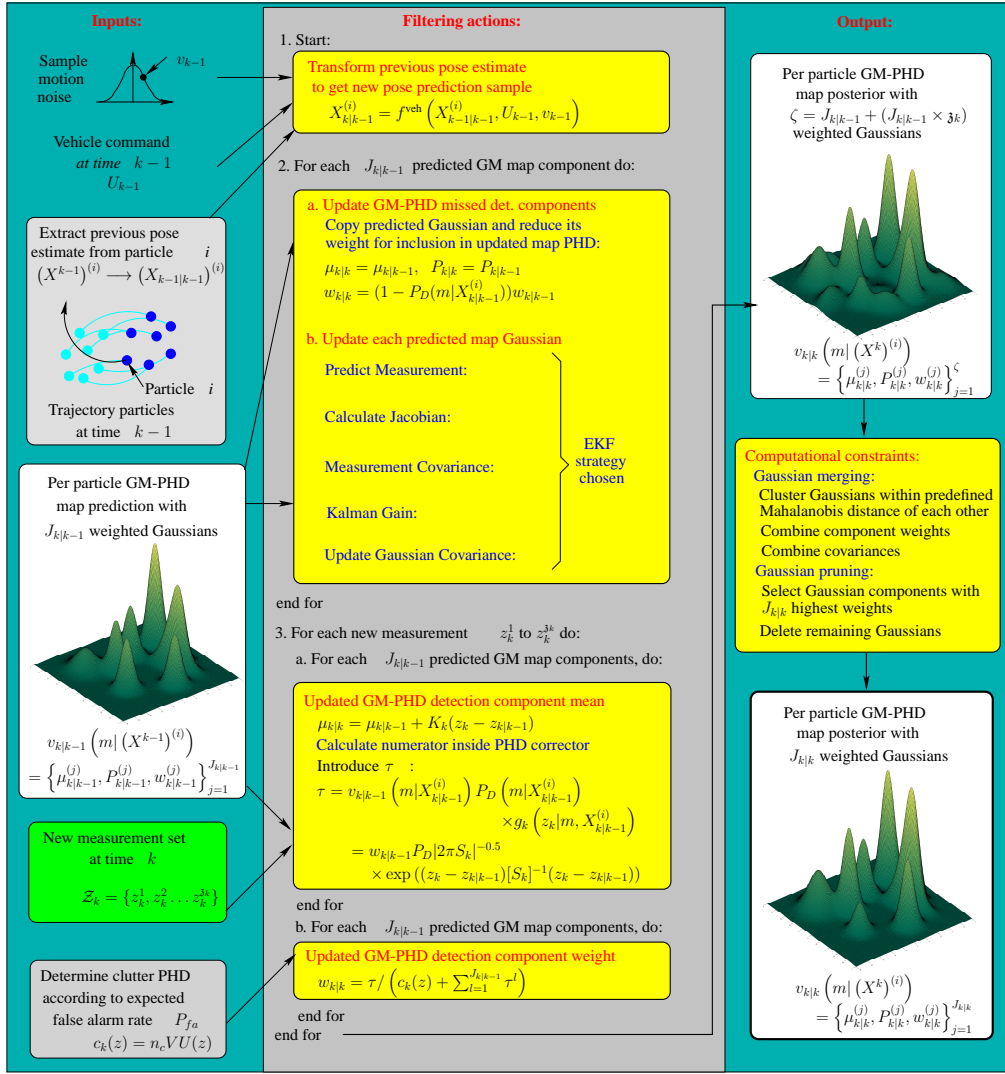 Inputs:
Sample
motion
noise
v_{k−1}
Vehicle command
at time k − 1
U_{k−1}
Extract previous pose
estimate from particle i
(X^{k−1})^{(i)} ⟶ (X_{k−1|k−1})^{(i)}
Particle i
Trajectory particles
at time k − 1
Per particle GM-PHD
map prediction with
J_{k|k−1} weighted Gaussians
v_{k|k−1} (m| (X^{k−1})^{(i)})
= {μ^{(j)}_{k|k−1}, P^{(j)}_{k|k−1}, w^{(j)}_{k|k−1}}^{J_{k|k−1}}_{j=1}
New measurement set
at time k
𝒵_k = {z^1_k, z^2_k … z^{𝔷_k}_k}
Determine clutter PHD
according to expected
false alarm rate P_{fa}
c_k(z) = n_cVU(z)
Filtering actions:
1. Start:
Transform previous pose estimate
to get new pose prediction sample
X^{(i)}_{k|k−1} = f^{veh} (X^{(i)}_{k−1|k−1}, U_{k−1}, v_{k−1})
2. For each J_{k|k−1} predicted GM map component do:
a. Update GM-PHD missed det. components
Copy predicted Gaussian and reduce its
weight for inclusion in updated map PHD:
μ_{k|k} = μ_{k|k−1}, P_{k|k} = P_{k|k−1}
w_{k|k} = (1 − P_D(m|X^{(i)}_{k|k−1}))w_{k|k−1}
b. Update each predicted map Gaussian
Predict Measurement:
Calculate Jacobian:
Measurement Covariance:
Kalman Gain:
Update Gaussian Covariance:
EKF
strategy
chosen
end for
3. For each new measurement z^1_k to z^{𝔷_k}_k do:
a. For each J_{k|k−1} predicted GM map components, do:
Updated GM-PHD detection component mean
μ_{k|k} = μ_{k|k−1} + K_k(z_k − z_{k|k−1})
Calculate numerator inside PHD corrector
Introduce τ :
τ = v_{k|k−1} (m|X^{(i)}_{k|k−1}) P_D (m|X^{(i)}_{k|k−1})
×g_k (z_k|m, X^{(i)}_{k|k−1})
= w_{k|k−1}P_D|2πS_k|^{−0.5}
× exp ((z_k − z_{k|k−1})[S_k]^{−1}(z_k − z_{k|k−1}))
end for
b. For each J_{k|k−1} predicted GM map components, do:
Updated GM-PHD detection component weight
w_{k|k} = τ/ (c_k(z) + ∑^{J_{k|k−1}}_{l=1} τ^l)
end for
end for
Output:
Per particle GM-PHD
map posterior with
ζ = J_{k|k−1} + (J_{k|k−1} × 𝔷_k)
weighted Gaussians
v_{k|k} (m| (X^k)^{(i)})
= {μ^{(j)}_{k|k}, P^{(j)}_{k|k}, w^{(j)}_{k|k}}^ζ_{j=1}
Computational constraints:
Gaussian merging:
Cluster Gaussians within predefined
Mahalanobis distance of each other
Combine component weights
Combine covariances
Gaussian pruning:
Select Gaussian components with
J_{k|k} highest weights
Delete remaining Gaussians
Per particle GM-PHD
map posterior with
J_{k|k} weighted Gaussians
v_{k|k} (m| (X^k)^{(i)})
= {μ^{(j)}_{k|k}, P^{(j)}_{k|k}, w^{(j)}_{k|k}}^{J_{k|k}}_{j=1}